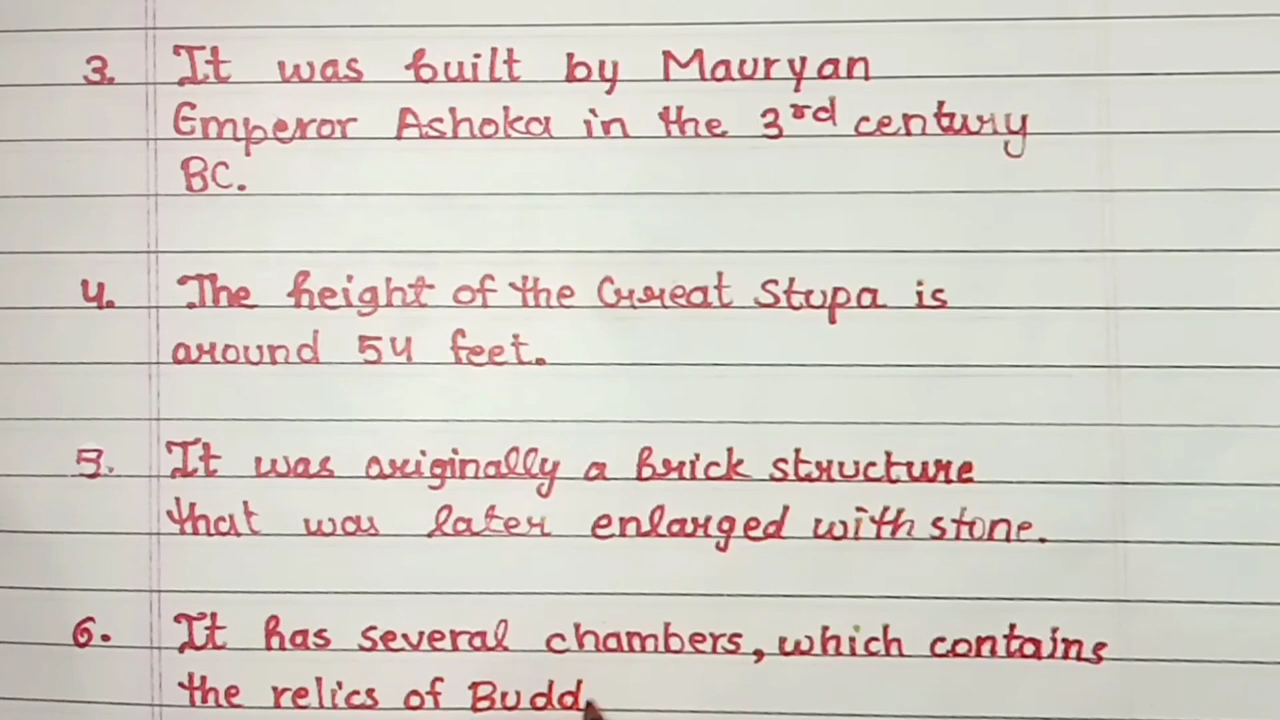 3. It was built by Mauryan
Emperor Ashoka in the 3rd century
BC.
4. The height of the Great Stupa is
around 54 feet.
5. It was originally a Brick structure
that was later enlarged with stone.
6. It has several chambers, which contains
the relics of Budd